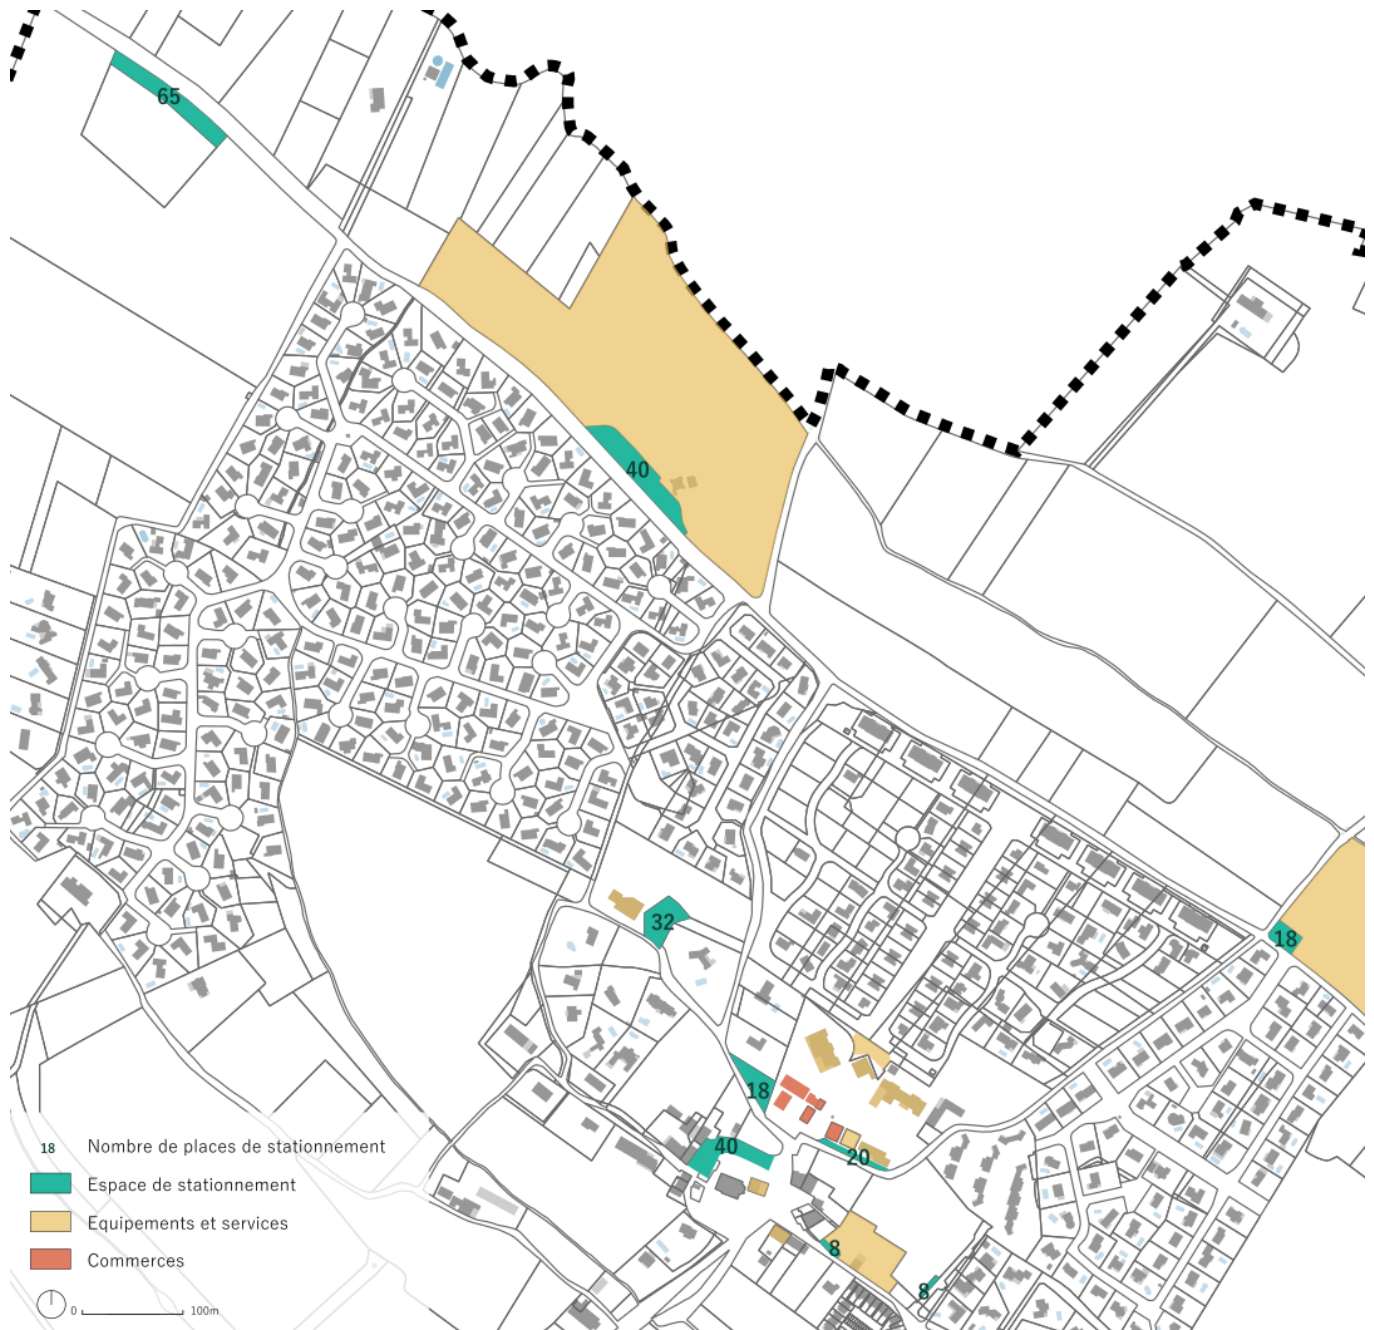 65
40
32
18
18
40
20
8
8
18 Nombre de places de stationnement
Espace de stationnement
Equipements et services
Commerces
0 100m